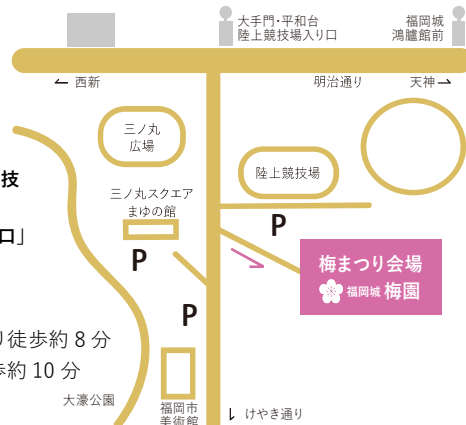 大手門・平和台
陸上競技場入り口
福岡城
鴻臚館前
西新
明治通り
天神
三ノ丸
広場
陸上競技場
技
三ノ丸スクエア
まゆの館
口」
P
P
梅まつり会場
福岡城 梅園
P
り徒歩約 8 分
歩約 10 分
大濠公園
福岡市
美術館
けやき通り